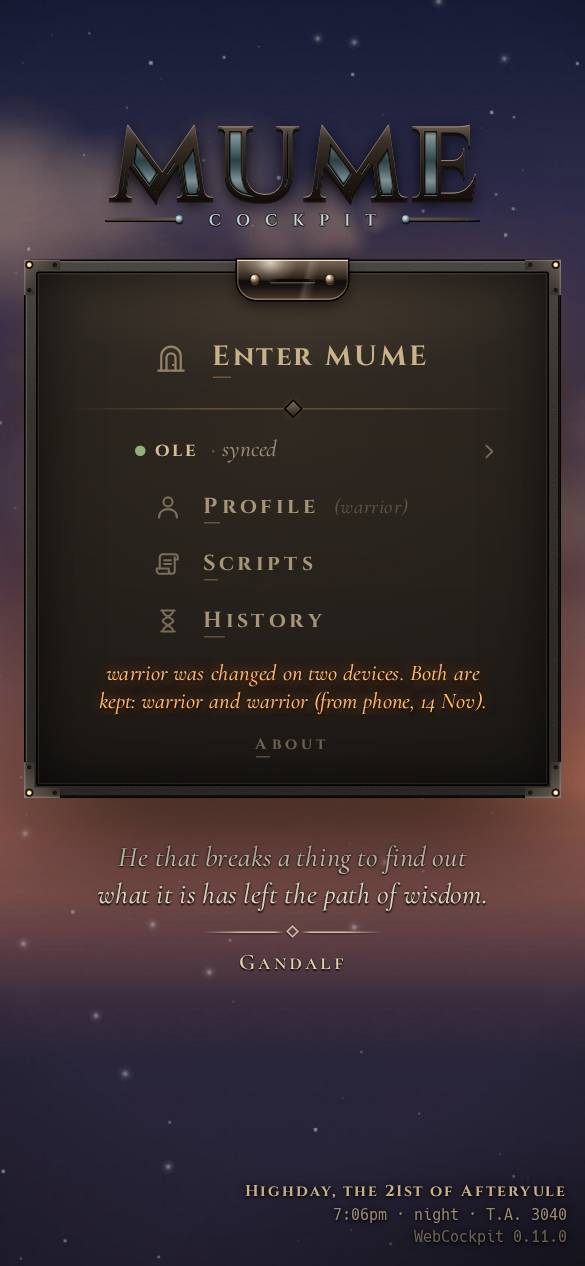 MUME
COCKPIT
ENTER MUME
OLE · synced
PROFILE (warrior)
SCRIPTS
HISTORY
warrior was changed on two devices. Both are
kept: warrior and warrior (from phone, 14 Nov).
ABOUT
He that breaks a thing to find out
what it is has left the path of wisdom.
GANDALF
HIGHDAY, THE 21ST OF AFTERYULE
7:06pm · night · T.A. 3040
WebCockpit 0.11.0